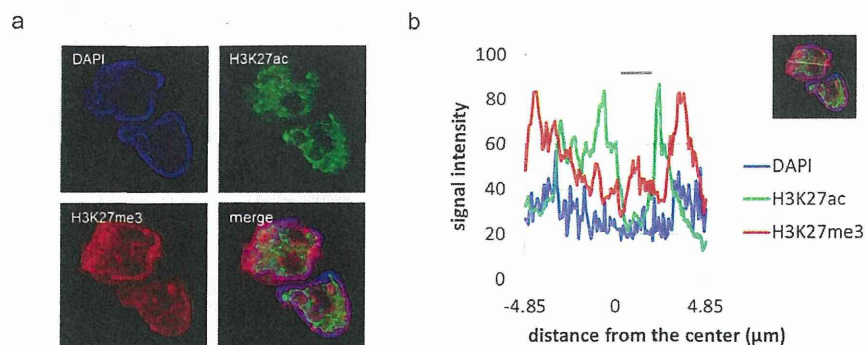 a
DAPI
H3K27ac
H3K27me3
merge
b
100
80
60
40
20
0
signal intensity
-4.85
0
4.85
distance from the center (μm)
DAPI
H3K27ac
H3K27me3